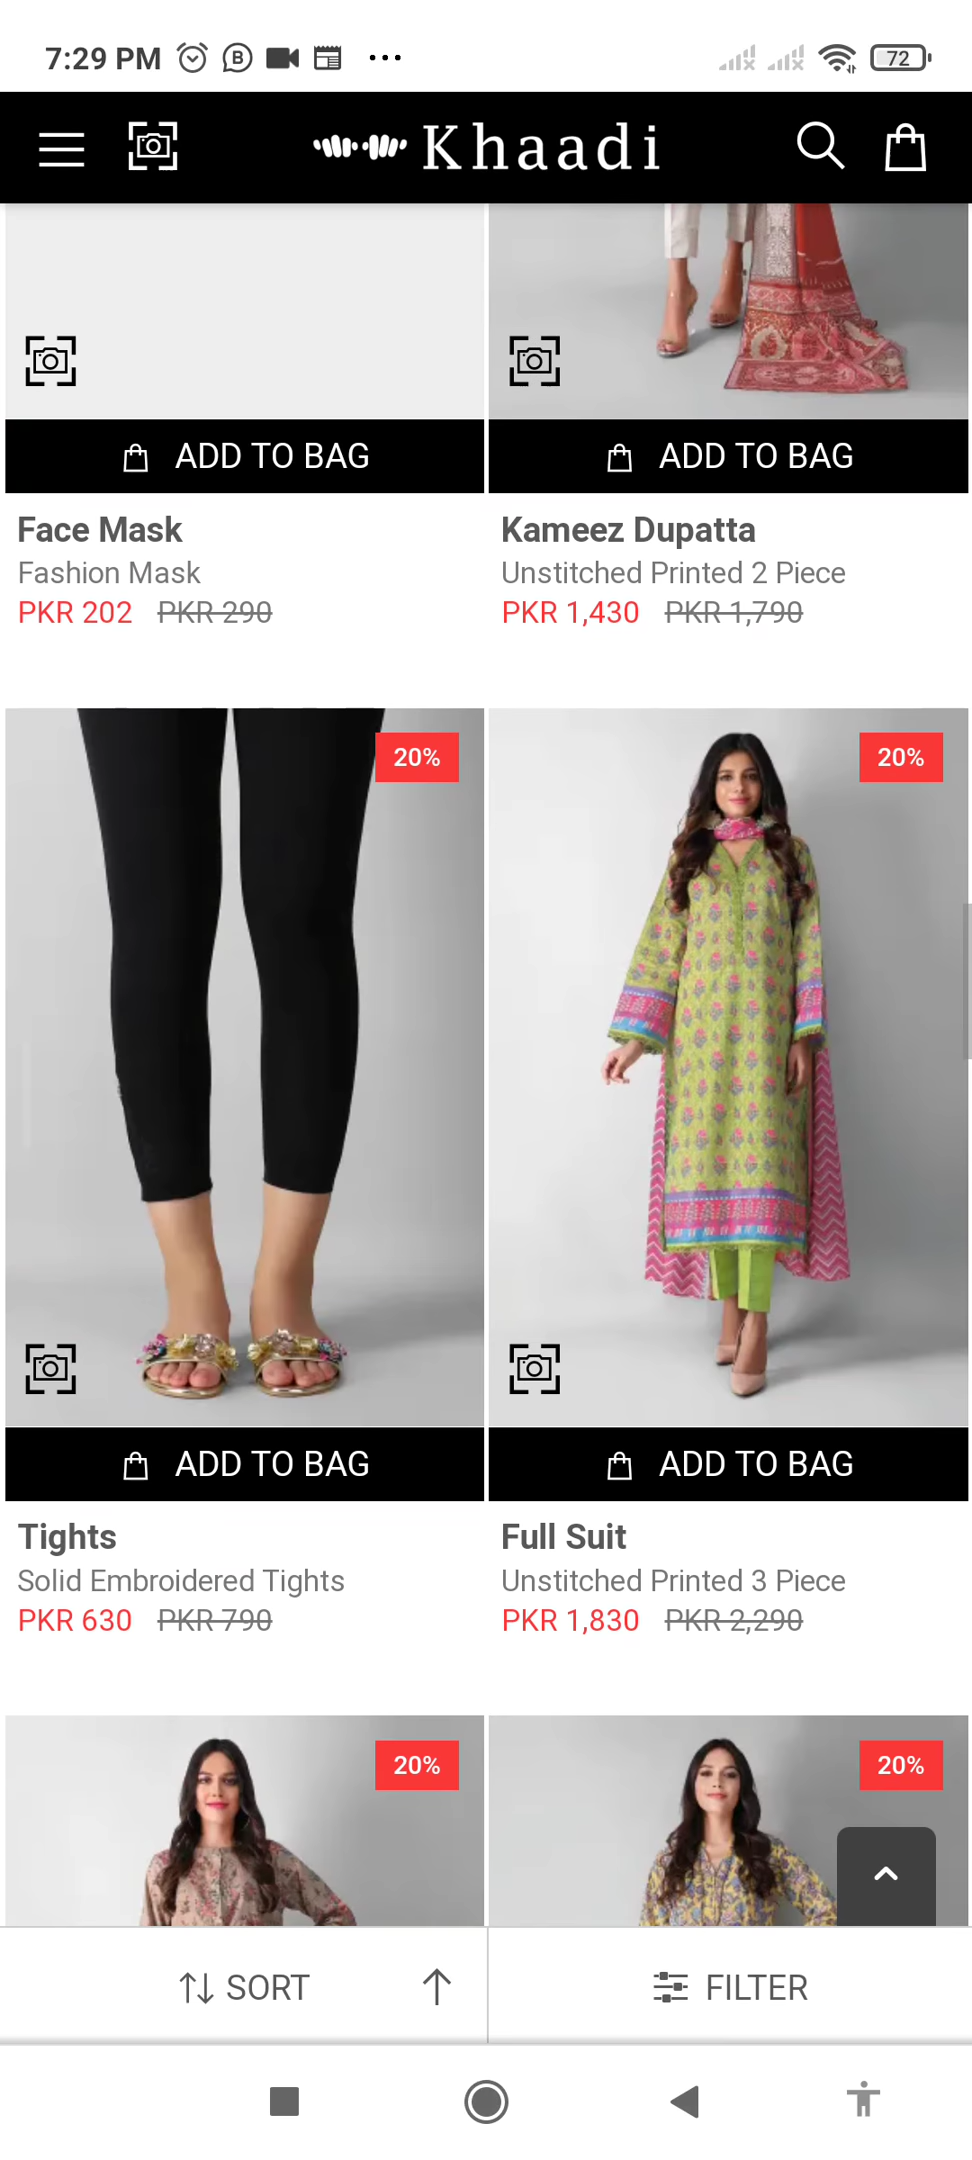 7:29 PM
72
Khaadi
ADD TO BAG
ADD TO BAG
Face Mask
Fashion Mask
PKR 202 PKR 290
Kameez Dupatta
Unstitched Printed 2 Piece
PKR 1,430 PKR 1,790
20%
20%
ADD TO BAG
ADD TO BAG
Tights
Solid Embroidered Tights
PKR 630 PKR 790
Full Suit
Unstitched Printed 3 Piece
PKR 1,830 PKR 2,290
20%
20%
SORT
FILTER